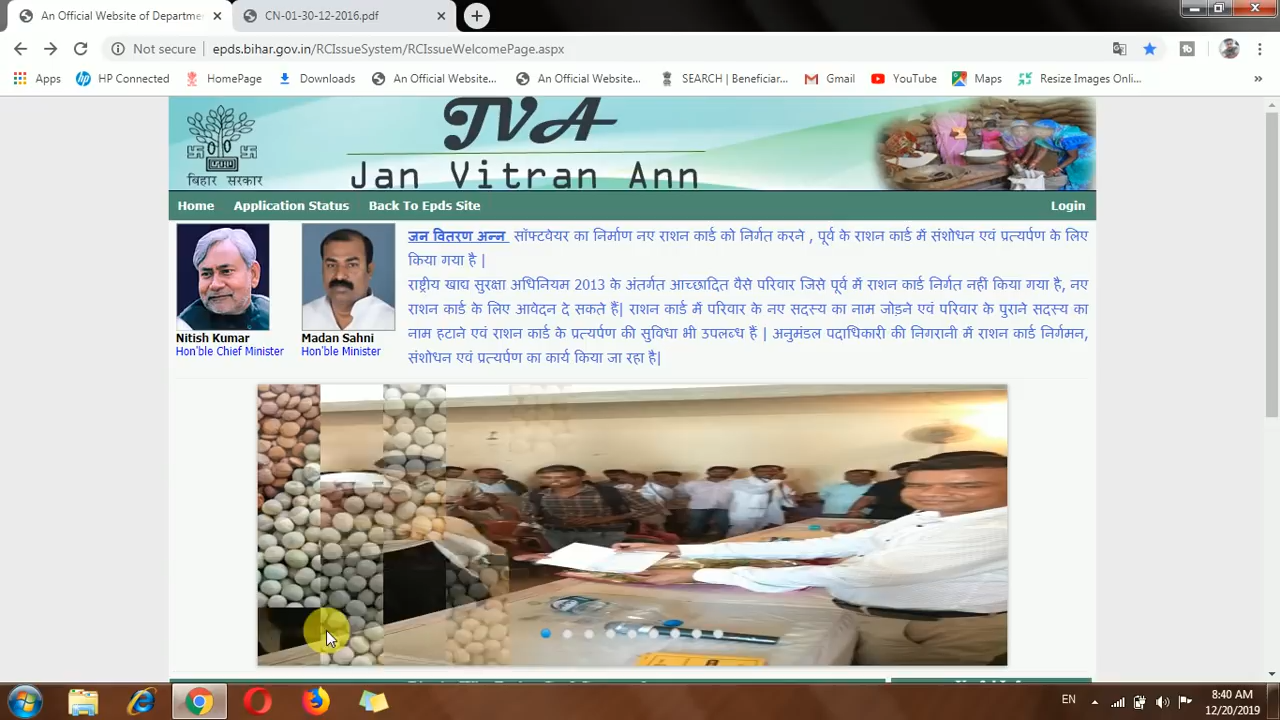 An Official Website of Departme
CN-01-30-12-2016.pdf
Not secure
epds.bihar.gov.in/RCIssueSystem/RCIssueWelcomePage.aspx
Apps
HP Connected
HomePage
Downloads
An Official Website...
An Official Website...
SEARCH | Beneficiar...
Gmail
YouTube
Maps
Resize Images Onl...
»
JVA
Jan Vitran Ann
बिहार सरकार
Home
Application Status
Back To Epds Site
Login
जन वितरण अन्न सॉफ्टवेयर का निर्माण नए राशन कार्ड को निर्गत करने , पूर्व के राशन कार्ड में संशोधन एवं प्रत्यर्पण के लिए
किया गया है |
राष्ट्रीय खाद्य सुरक्षा अधिनियम 2013 के अंतर्गत आच्छादित वैसे परिवार जिसे पूर्व में राशन कार्ड निर्गत नहीं किया गया है, नए
राशन कार्ड के लिए आवेदन दे सकते हैं| राशन कार्ड में परिवार के नए सदस्य का नाम जोड़ने एवं परिवार के पुराने सदस्य का
नाम हटाने एवं राशन कार्ड के प्रत्यर्पण की सुविधा भी उपलब्ध हैं | अनुमंडल पदाधिकारी की निगरानी में राशन कार्ड निर्गमन,
संशोधन एवं प्रत्यर्पण का कार्य किया जा रहा है|
Nitish Kumar
Hon'ble Chief Minister
Madan Sahni
Hon'ble Minister
EN
8:40 AM
12/20/2019